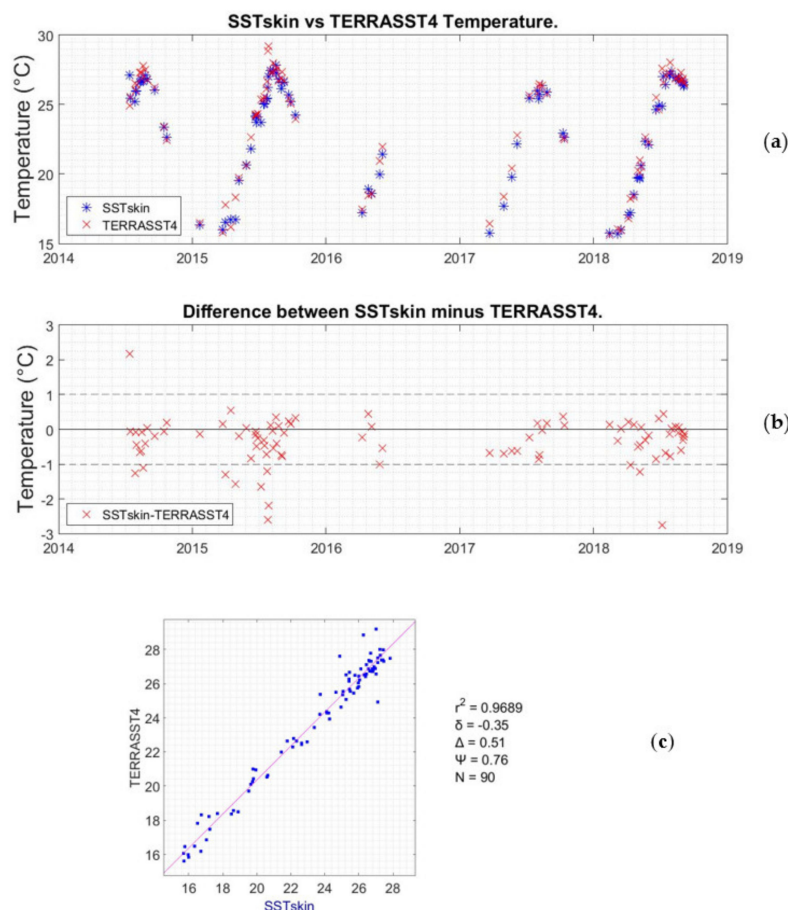 SSTskin vs TERRASST4 Temperature.
30
25
20
15
Temperature (°C)
SSTskin
TERRASST4
2014 2015 2016 2017 2018 2019
(a)
Difference between SSTskin minus TERRASST4.
3
2
1
0
-1
-2
-3
Temperature (°C)
SSTskin-TERRASST4
2014 2015 2016 2017 2018 2019
(b)
28
26
24
22
20
18
16
TERRASST4
16 18 20 22 24 26 28
SSTskin
r² = 0.9689
δ = -0.35
Δ = 0.51
Ψ = 0.76
N = 90
(c)